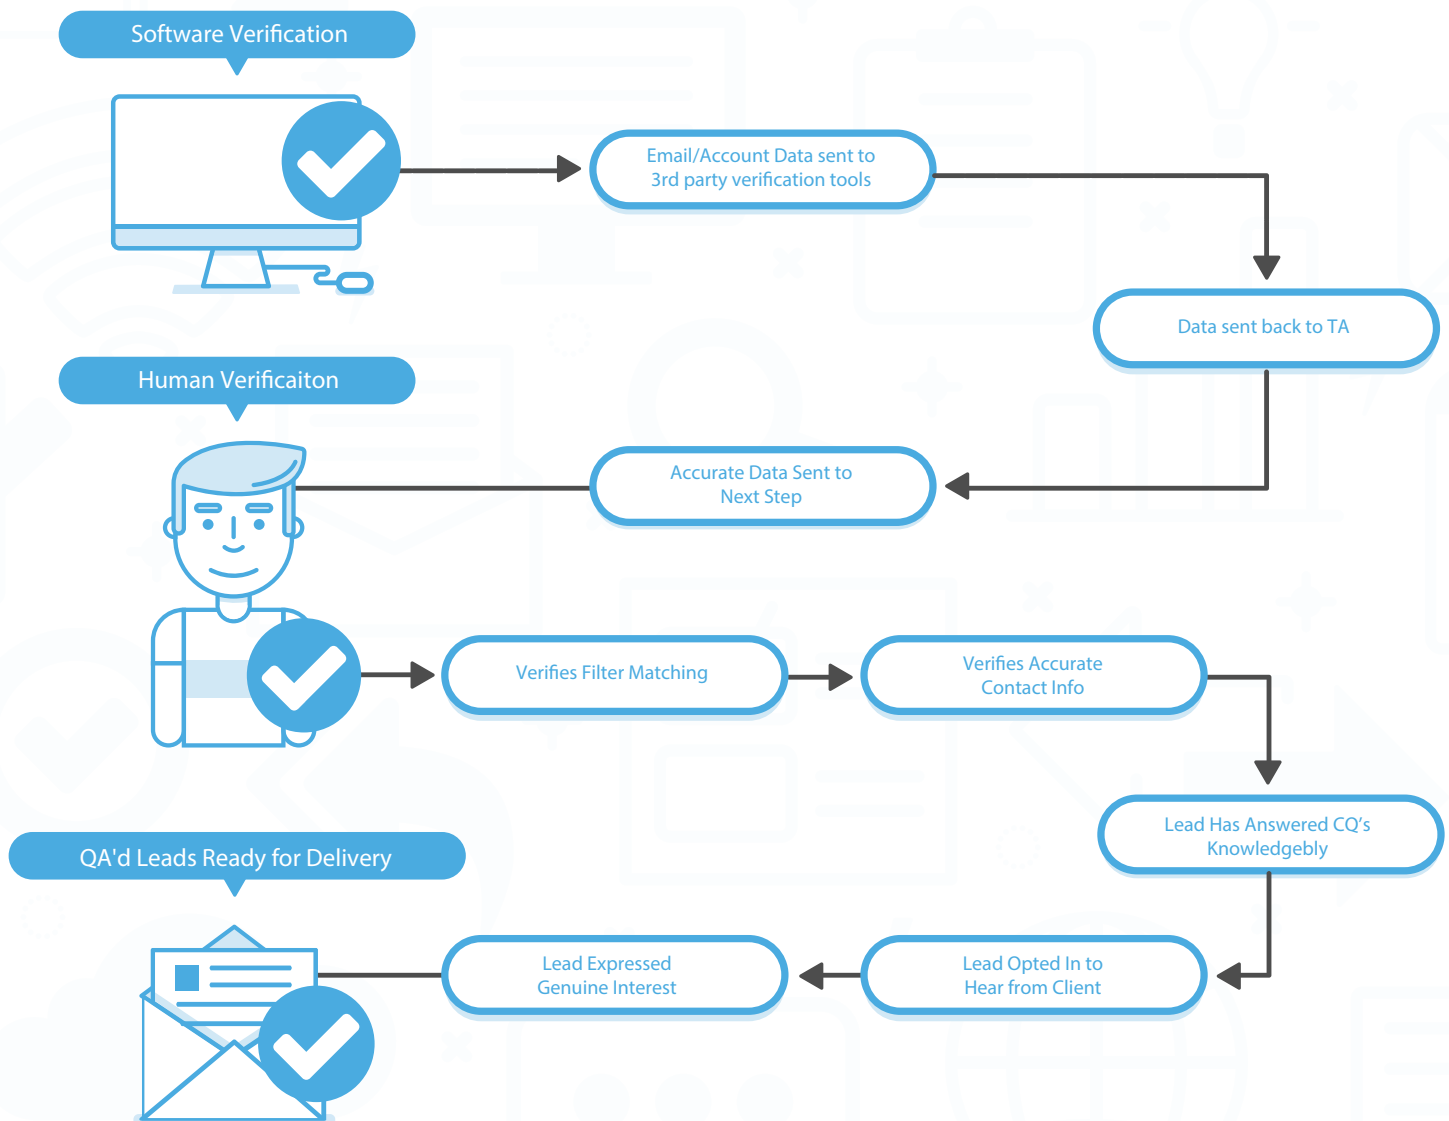 Software Verification
Email/Account Data sent to
3rd party verification tools
Data sent back to TA
Human Verificaiton
Accurate Data Sent to
Next Step
Verifies Filter Matching
Verifies Accurate
Contact Info
Lead Has Answered CQ’s
Knowledgebly
QA'd Leads Ready for Delivery
Lead Expressed
Genuine Interest
Lead Opted In to
Hear from Client